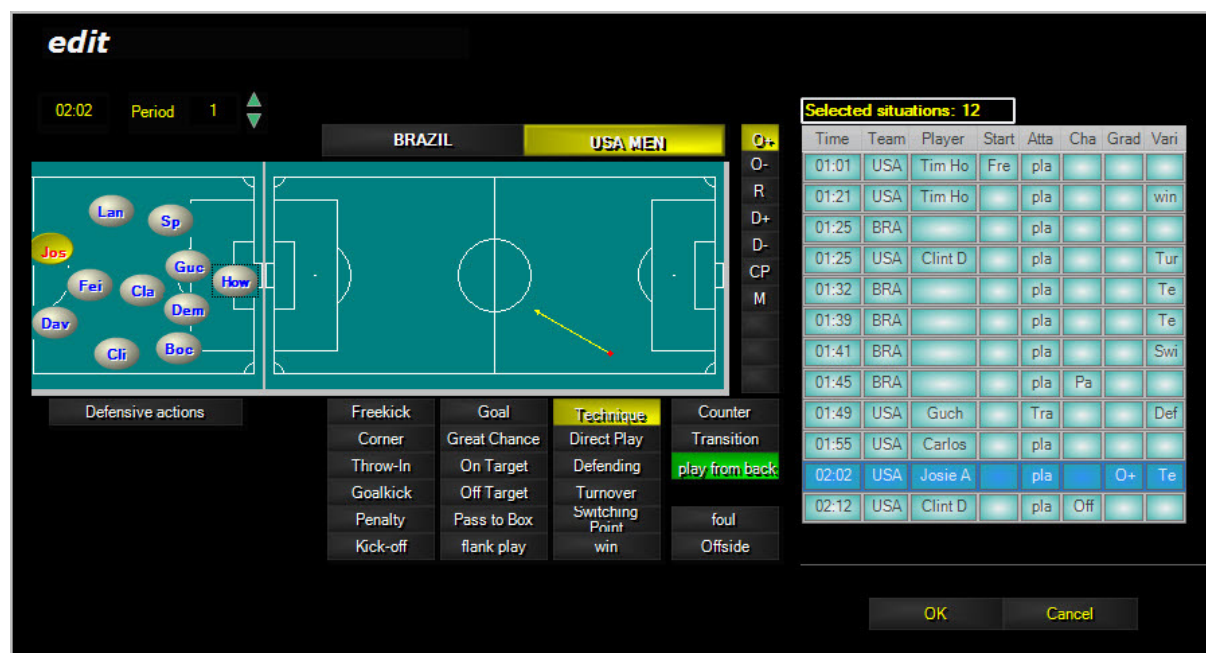 edit
02:02 Period 1
Selected situations: 12
BRAZIL USA MEN
O+
O-
R
D+
D-
CP
M
Lan
Sp
Jos
Guc
How
Fei
Cla
Dem
Dav
Cli
Boc
Time Team Player Start Atta Cha Grad Vari
01:01 USA Tim Ho Fre pla
01:21 USA Tim Ho pla win
01:25 BRA pla
01:25 USA Clint D pla Tur
01:32 BRA pla Te
01:39 BRA pla Te
01:41 BRA pla Swi
01:45 BRA pla Pa
01:49 USA Guch Tra Def
01:55 USA Carlos pla
02:02 USA Josie A pla O+ Te
02:12 USA Clint D pla Off
Defensive actions
Freekick Goal Technique Counter
Corner Great Chance Direct Play Transition
Throw-In On Target Defending play from back
Goalkick Off Target Turnover
Penalty Pass to Box Switching Point foul
Kick-off flank play win Offside
OK Cancel